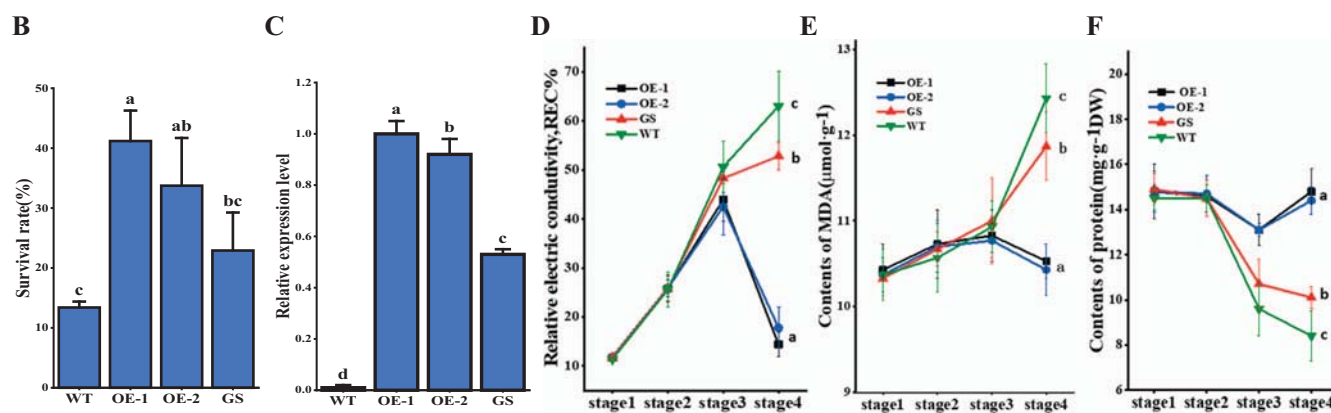 B
Survival rate(%)
50
40
30
20
10
0
c
a
ab
bc
WT OE-1 OE-2 GS
C
Relative expression level
1.2
1.0
0.8
0.6
0.4
0.2
0.0
d
a
b
c
WT OE-1 OE-2 GS
D
Relative electric condutivity,REC%
70
60
50
40
30
20
10
OE-1
OE-2
GS
WT
c
b
a
stage1 stage2 stage3 stage4
E
Contents of MDA(μmol·g-1)
13
12
11
10
9
OE-1
OE-2
GS
WT
c
b
a
stage1 stage2 stage3 stage4
F
Contents of protein(mg·g-1DW)
20
18
16
14
12
10
8
6
OE-1
OE-2
GS
WT
a
b
c
stage1 stage2 stage3 stage4